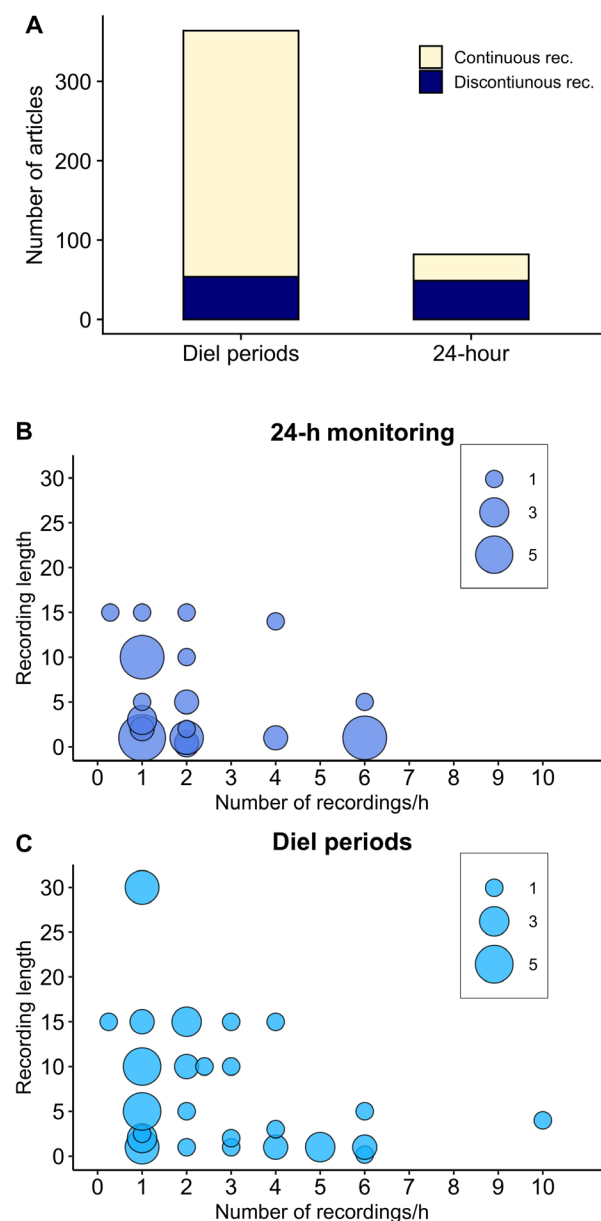 A
Number of articles
300
200
100
0
Continuous rec.
Discontiunous rec.
Diel periods 24-hour
B
24-h monitoring
Recording length
30
25
20
15
10
5
0
1
3
5
0 1 2 3 4 5 6 7 8 9 10
Number of recordings/h
C
Diel periods
Recording length
30
25
20
15
10
5
0
1
3
5
0 1 2 3 4 5 6 7 8 9 10
Number of recordings/h